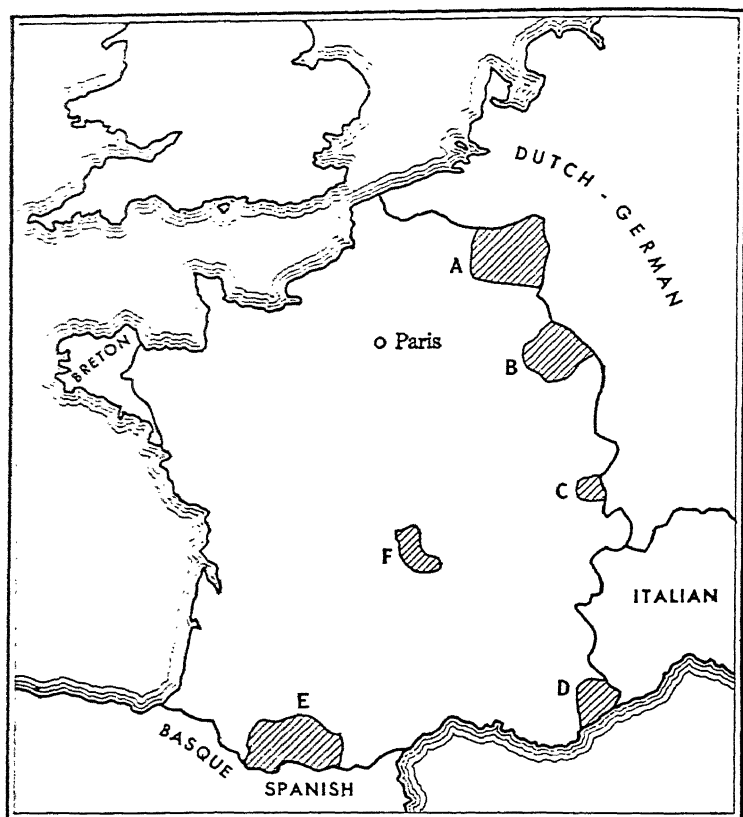 DUTCH - GERMAN
A
Paris
B
BRETON
C
F
ITALIAN
D
E
BASQUE
SPANISH